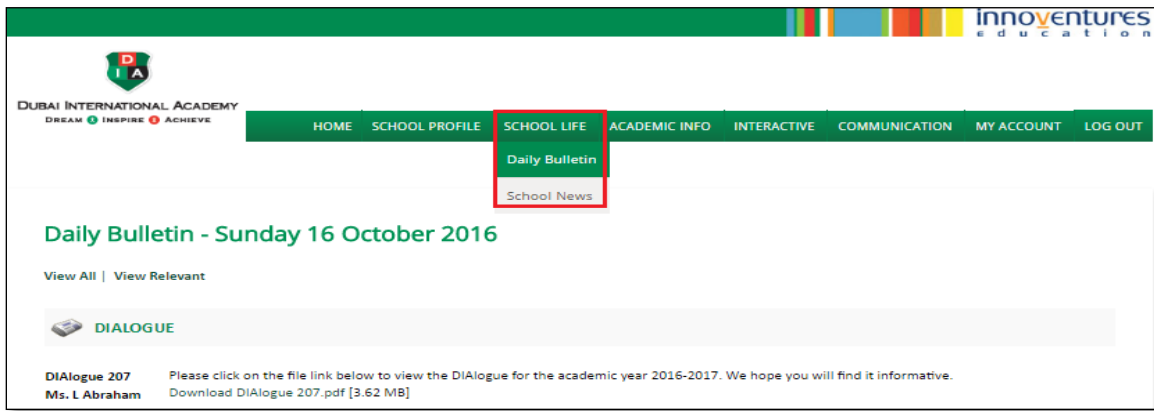 innoventures
education
D
I A
DUBAI INTERNATIONAL ACADEMY
DREAM INSPIRE ACHIEVE
HOME SCHOOL PROFILE SCHOOL LIFE ACADEMIC INFO INTERACTIVE COMMUNICATION MY ACCOUNT LOG OUT
Daily Bulletin
School News
Daily Bulletin - Sunday 16 October 2016
View All | View Relevant
DIALOGUE
DIAlogue 207 Please click on the file link below to view the DIAlogue for the academic year 2016-2017. We hope you will find it informative.
Ms. L Abraham Download DIAlogue 207.pdf [3.62 MB]